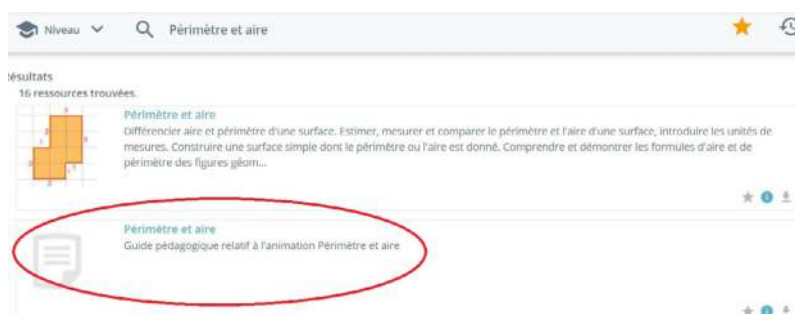 Niveau
Périmètre et aire
ésultats
16 ressources trouvées.
Périmètre et aire
Différencier aire et périmètre d'une surface. Estimer, mesurer et comparer le périmètre et l'aire d'une surface, introduire les unités de
mesures. Construire une surface simple dont le périmètre ou l'aire est donné. Comprendre et démontrer les formules d'aire et de
périmètre des figures géom...
Périmètre et aire
Guide pédagogique relatif à l'animation Périmètre et aire